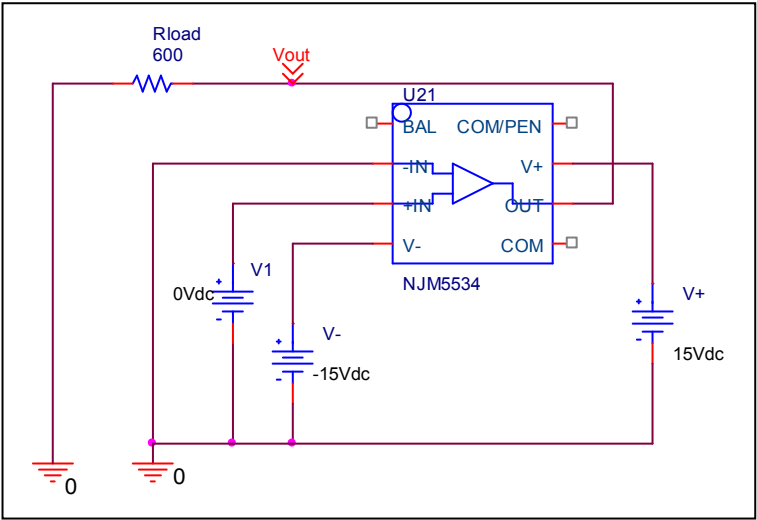 Rload
600
Vout
U21
BAL
COM/PEN
-IN
V+
+IN
OUT
V-
COM
NJM5534
V1
0Vdc
V-
-15Vdc
V+
15Vdc
0
0